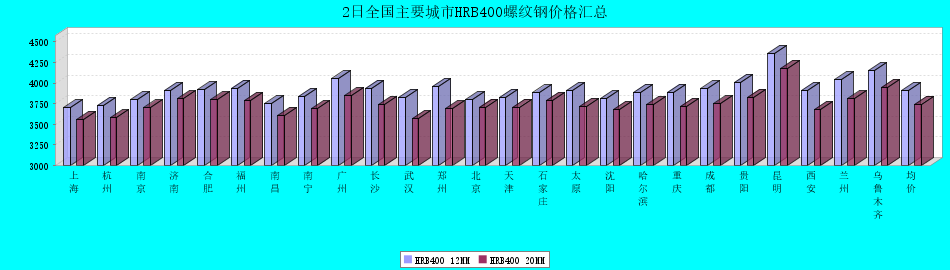 2日全国主要城市HRB400螺纹钢价格汇总
4500
4250
4000
3750
3500
3250
3000
上海
杭州
南京
济南
合肥
福州
南昌
南宁
广州
长沙
武汉
郑州
北京
天津
石家庄
太原
沈阳
哈尔滨
重庆
成都
贵阳
昆明
西安
兰州
乌鲁木齐
均价
HRB400 12MM
HRB400 20MM